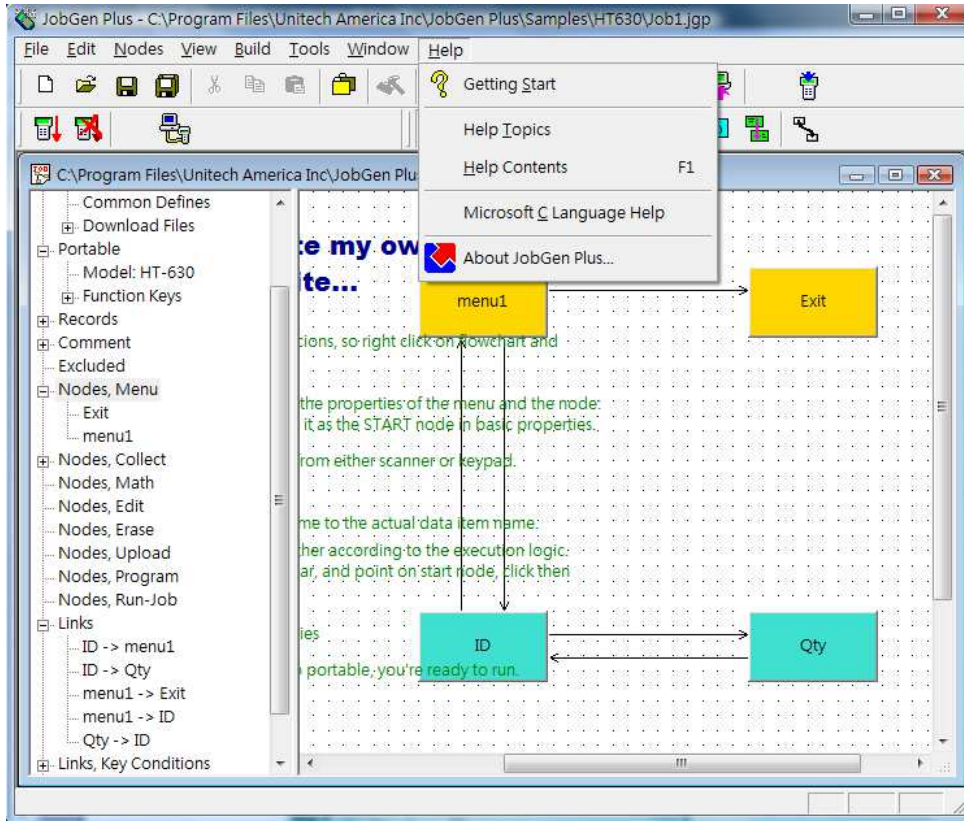 JobGen Plus - C:\Program Files\Unitech America Inc\JobGen Plus\Samples\HT630\Job1.jgp
File Edit Nodes View Build Tools Window Help
Getting Start
Help Topics
Help Contents F1
Microsoft C Language Help
About JobGen Plus...
C:\Program Files\Unitech America Inc\JobGen Plu
Common Defines
Download Files
Portable
Model: HT-630
Function Keys
Records
Comment
Excluded
Nodes, Menu
Exit
menu1
Nodes, Collect
Nodes, Math
Nodes, Edit
Nodes, Erase
Nodes, Upload
Nodes, Program
Nodes, Run-Job
Links
ID -> menu1
ID -> Qty
menu1 -> Exit
menu1 -> ID
Qty -> ID
Links, Key Conditions
te my ow
ite...
menu1
Exit
tions, so right click on flowchart and
the properties of the menu and the node.
it as the START node in basic properties.
from either scanner or keypad.
me to the actual data item name.
her according to the execution logic.
ar, and point on start node, click then
ies
ID
Qty
portable, you're ready to run.